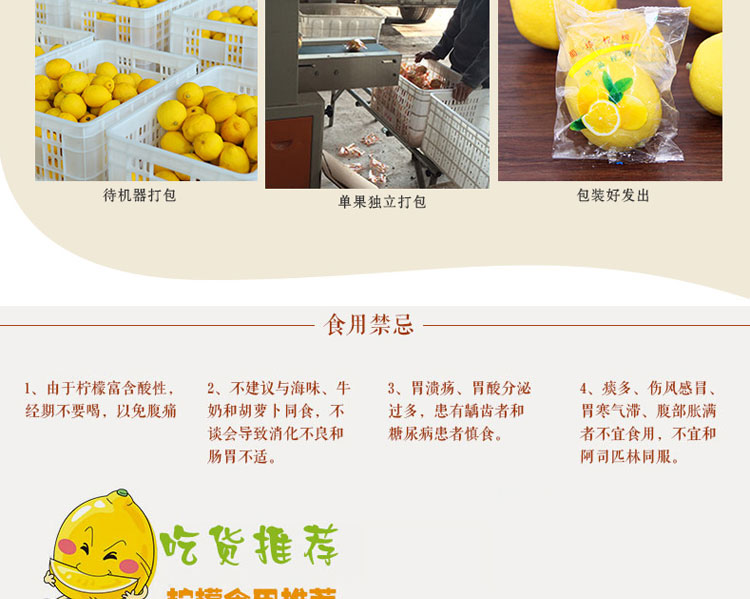 待机器打包
单果独立打包
包装好发出
食用禁忌
1、由于柠檬富含酸性，
经期不要喝，以免腹痛
2、不建议与海味、牛
奶和胡萝卜同食，不
谈会导致消化不良和
肠胃不适。
3、胃溃疡、胃酸分泌
过多，患有龋齿者和
糖尿病患者慎食。
4、痰多、伤风感冒、
胃寒气滞、腹部胀满
者不宜食用，不宜和
阿司匹林同服。
吃货推荐
柠檬食用推荐